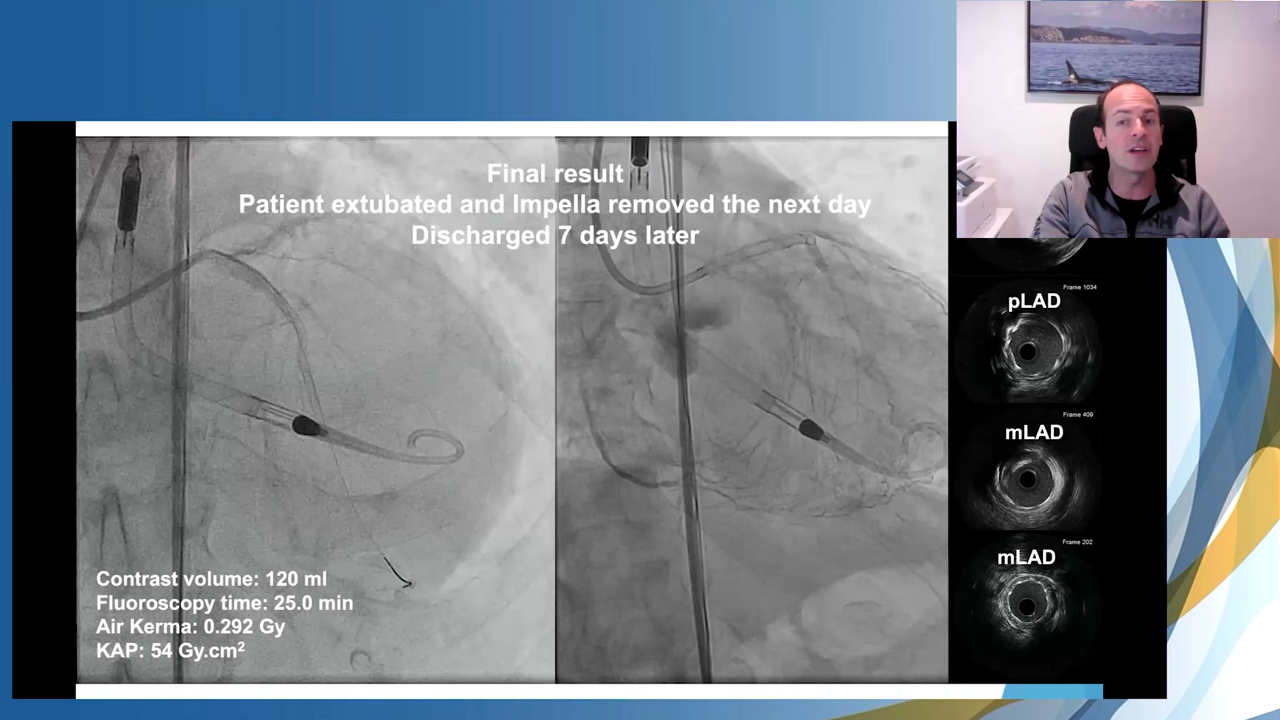 Final result
Patient extubated and Impella removed the next day
Discharged 7 days later
Contrast volume: 120 ml
Fluoroscopy time: 25.0 min
Air Kerma: 0.292 Gy
KAP: 54 Gy.cm²
Frame 1034
pLAD
Frame 409
mLAD
Frame 202
mLAD